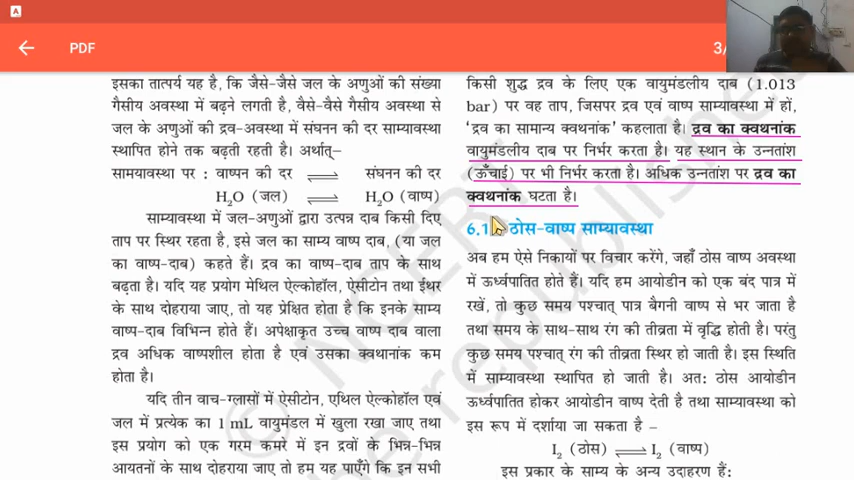 A
PDF
3/
इसका तात्पर्य यह है, कि जैसे-जैसे जल के अणुओं की संख्या
गैसीय अवस्था में बढ़ने लगती है, वैसे-वैसे गैसीय अवस्था से
जल के अणुओं की द्रव-अवस्था में संघनन की दर साम्यावस्था
स्थापित होने तक बढ़ती रहती है। अर्थात्–
सामयावस्था पर : वाष्पन की दर ⇌ संघनन की दर
H₂O (जल) ⇌ H₂O (वाष्प)
साम्यावस्था में जल-अणुओं द्वारा उत्पन्न दाब किसी दिए
ताप पर स्थिर रहता है, इसे जल का साम्य वाष्प दाब, (या जल
का वाष्प-दाब) कहते हैं। द्रव का वाष्प-दाब ताप के साथ
बढ़ता है। यदि यह प्रयोग मेथिल ऐल्कोहॉल, ऐसीटोन तथा ईथर
के साथ दोहराया जाए, तो यह प्रेक्षित होता है कि इनके साम्य
वाष्प-दाब विभिन्न होते हैं। अपेक्षाकृत उच्च वाष्प दाब वाला
द्रव अधिक वाष्पशील होता है एवं उसका क्वथनांक कम
होता है।
यदि तीन वाच-ग्लासों में ऐसीटोन, एथिल ऐल्कोहॉल एवं
जल में प्रत्येक का 1 mL वायुमंडल में खुला रखा जाए तथा
इस प्रयोग को एक गरम कमरे में इन द्रवों के भिन्न-भिन्न
आयतनों के साथ दोहराया जाए तो हम यह पाएँगे कि इन सभी
किसी शुद्ध द्रव के लिए एक वायुमंडलीय दाब (1.013
bar) पर वह ताप, जिसपर द्रव एवं वाष्प साम्यावस्था में हों,
‘द्रव का सामान्य क्वथनांक’ कहलाता है। द्रव का क्वथनांक
वायुमंडलीय दाब पर निर्भर करता है। यह स्थान के उन्नतांश
(ऊँचाई) पर भी निर्भर करता है। अधिक उन्नतांश पर द्रव का
क्वथनांक घटता है।
6.1 ठोस-वाष्प साम्यावस्था
अब हम ऐसे निकायों पर विचार करेंगे, जहाँ ठोस वाष्प अवस्था
में ऊर्ध्वपातित होते हैं। यदि हम आयोडीन को एक बंद पात्र में
रखें, तो कुछ समय पश्चात् पात्र बैगनी वाष्प से भर जाता है
तथा समय के साथ-साथ रंग की तीव्रता में वृद्धि होती है। परंतु
कुछ समय पश्चात् रंग की तीव्रता स्थिर हो जाती है। इस स्थिति
में साम्यावस्था स्थापित हो जाती है। अत: ठोस आयोडीन
ऊर्ध्वपातित होकर आयोडीन वाष्प देती है तथा साम्यावस्था को
इस रूप में दर्शाया जा सकता है –
I₂ (ठोस) ⇌ I₂ (वाष्प)
इस प्रकार के साम्य के अन्य उदाहरण हैं:
© NCERT
republished